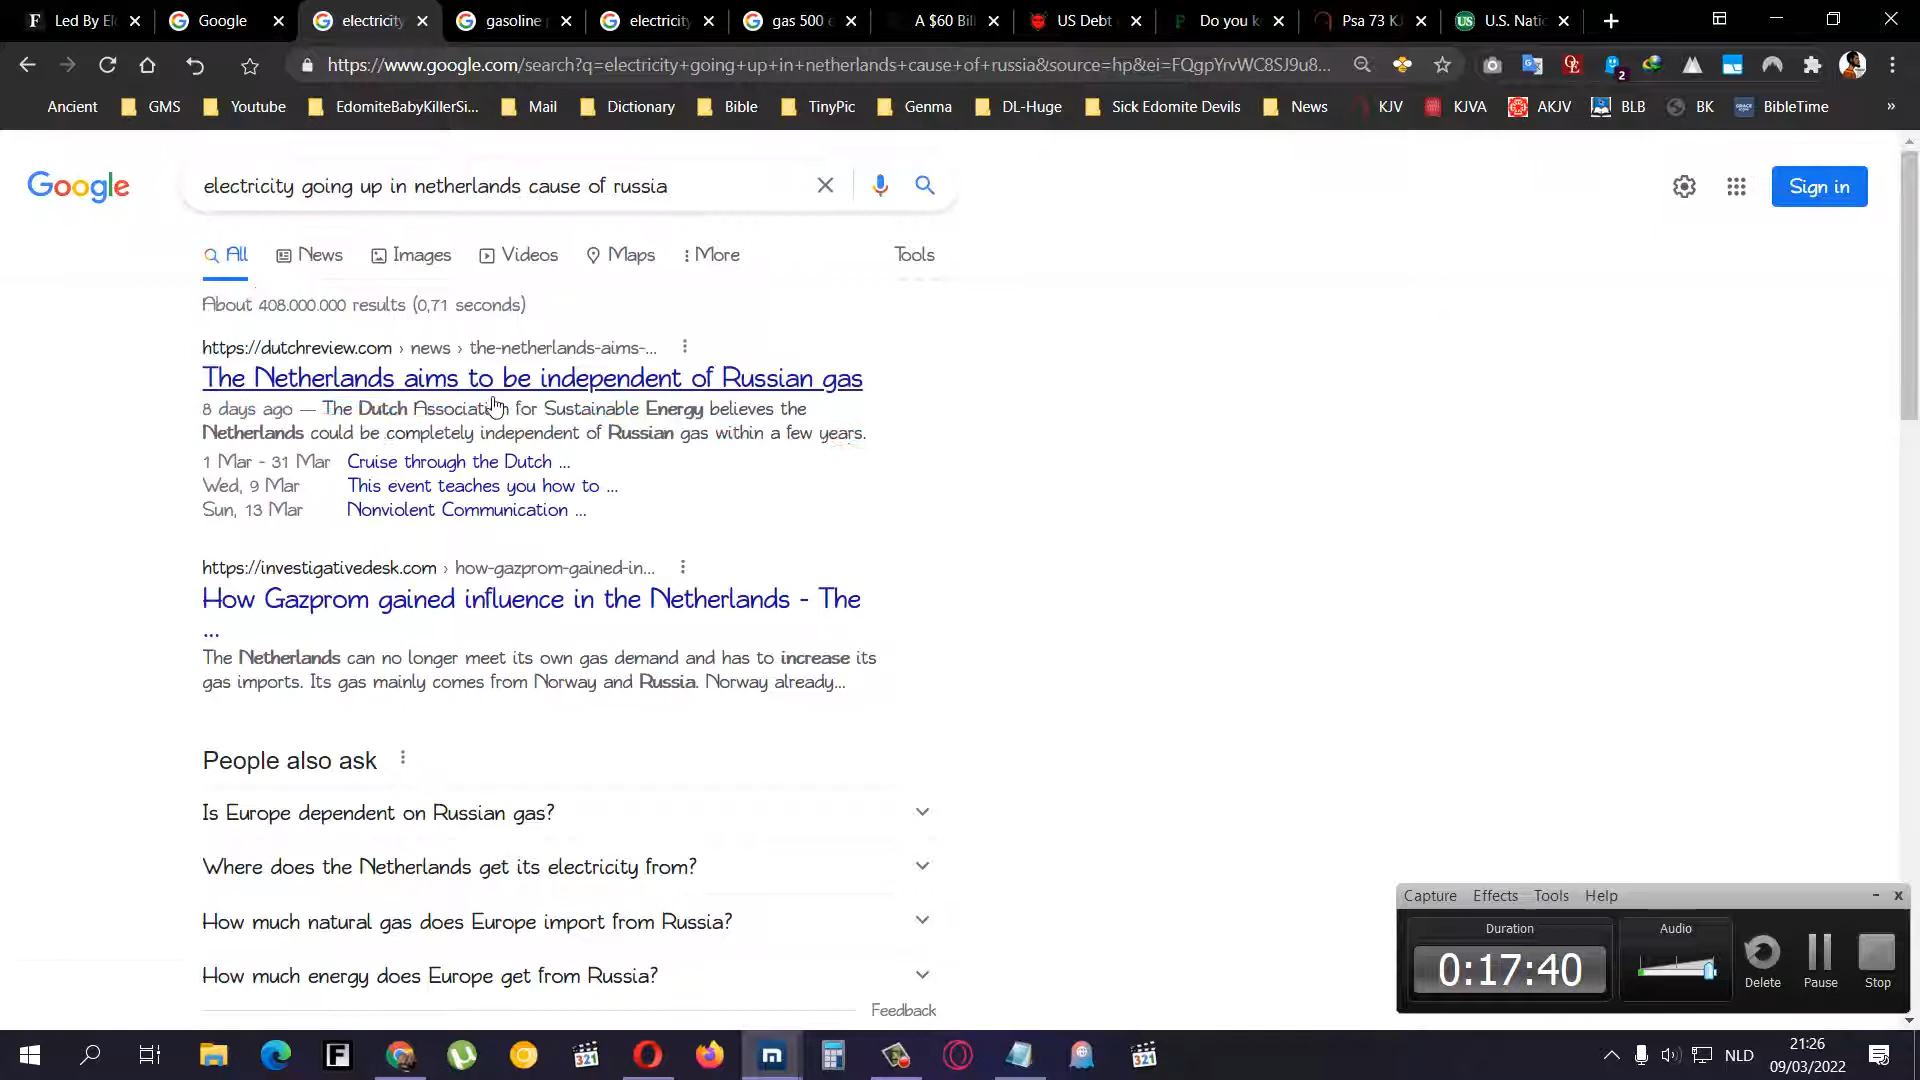 Led By El
Google
electricity
gasoline
electricity
gas 500 e
A $60 Bil
US Debt
Do you k
Psa 73 KJ
U.S. Nati
https://www.google.com/search?q=electricity+going+up+in+netherlands+cause+of+russia&source=hp&ei=FQgpYrvWC8SJ9u8...
2
Ancient
GMS
Youtube
EdomiteBabyKillerSi...
Mail
Dictionary
Bible
TinyPic
Genma
DL-Huge
Sick Edomite Devils
News
KJV
KJVA
AKJV
BLB
BK
BibleTime
»
Google
electricity going up in netherlands cause of russia
Sign in
All
News
Images
Videos
Maps
More
Tools
About 408.000.000 results (0,71 seconds)
https://dutchreview.com › news › the-netherlands-aims-...
The Netherlands aims to be independent of Russian gas
8 days ago — The Dutch Association for Sustainable Energy believes the
Netherlands could be completely independent of Russian gas within a few years.
1 Mar - 31 Mar Cruise through the Dutch ...
Wed, 9 Mar This event teaches you how to ...
Sun, 13 Mar Nonviolent Communication ...
https://investigativedesk.com › how-gazprom-gained-in...
How Gazprom gained influence in the Netherlands - The
...
The Netherlands can no longer meet its own gas demand and has to increase its
gas imports. Its gas mainly comes from Norway and Russia. Norway already...
People also ask
Is Europe dependent on Russian gas?
Where does the Netherlands get its electricity from?
How much natural gas does Europe import from Russia?
How much energy does Europe get from Russia?
Feedback
Capture Effects Tools Help
Duration
Audio
0:17:40
Delete
Pause
Stop
NLD
21:26
09/03/2022